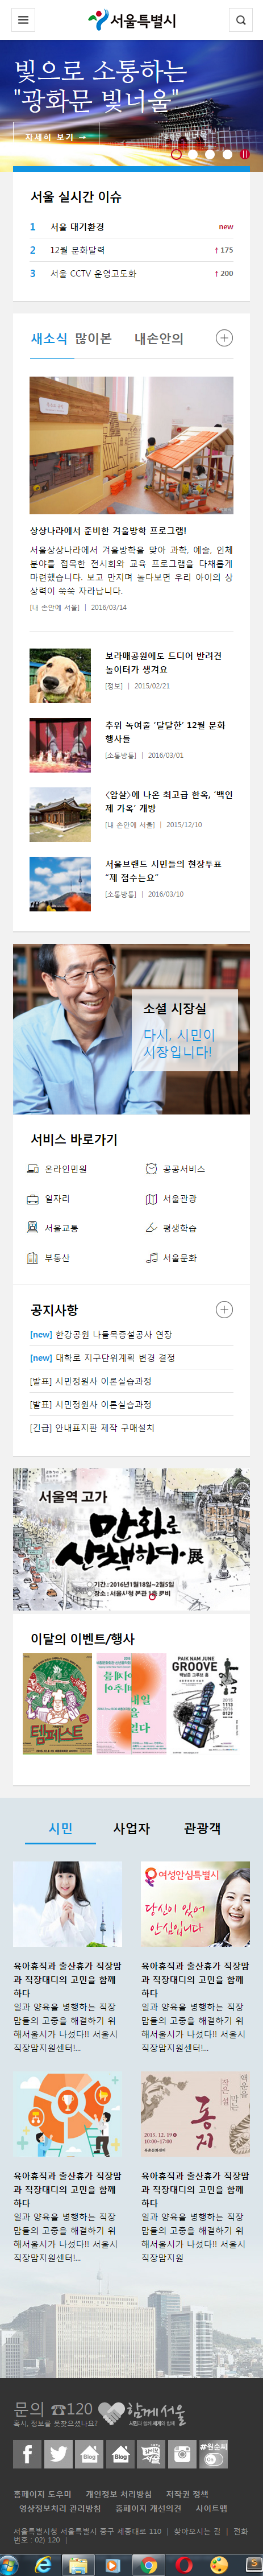 서울특별시
빛으로 소통하는
"광화문 빛너울"
자세히 보기 →
서울 실시간 이슈
1 서울 대기환경 new
2 12월 문화달력 ↑ 175
3 서울 CCTV 운영고도화 ↑ 200
새소식 많이본 내손안의
상상나라에서 준비한 겨울방학 프로그램!
서울상상나라에서 겨울방학을 맞아 과학, 예술, 인체
분야를 접목한 전시회와 교육 프로그램을 다채롭게
마련했습니다. 보고 만지며 놀다보면 우리 아이의 상
상력이 쑥쑥 자라납니다.
[내 손안에 서울] | 2016/03/14
보라매공원에도 드디어 반려견
놀이터가 생겨요
[정보] | 2015/02/21
추위 녹여줄 '달달한' 12월 문화
행사들
[소통방통] | 2016/03/01
<암살>에 나온 최고급 한옥, '백인
제 가옥' 개방
[내 손안에 서울] | 2015/12/10
서울브랜드 시민들의 현장투표
"제 점수는요"
[소통방통] | 2016/03/10
소셜 시장실
다시, 시민이
시장입니다!
서비스 바로가기
온라인민원 공공서비스
일자리 서울관광
서울교통 평생학습
부동산 서울문화
공지사항
[new] 한강공원 나들목증설공사 연장
[new] 대학로 지구단위계획 변경 결정
[발표] 시민정원사 이론실습과정
[발표] 시민정원사 이론실습과정
[긴급] 안내표지판 제작 구매설치
서울역 고가
만화로
산책하다展
기간 : 2016년1월18일~2월5일
장소 : 서울시청 본관 1층 로비
이달의 이벤트/행사
템페스트
PARK NAM JUNE
GROOVE
시민 사업자 관광객
여성안심특별시
당신이 있어
안심입니다
육아휴직과 출산휴가 직장맘
과 직장대디의 고민을 함께
하다
일과 양육을 병행하는 직장
맘들의 고충을 해결하기 위
해서울시가 나섰다!! 서울시
직장맘지원센터!...
육아휴직과 출산휴가 직장맘
과 직장대디의 고민을 함께
하다
일과 양육을 병행하는 직장
맘들의 고충을 해결하기 위
해서울시가 나섰다!! 서울시
직장맘지원센터!...
동지
2015. 12. 19
10:00~17:00
육아휴직과 출산휴가 직장맘
과 직장대디의 고민을 함께
하다
일과 양육을 병행하는 직장
맘들의 고충을 해결하기 위
해서울시가 나섰다!! 서울시
직장맘지원센터!...
육아휴직과 출산휴가 직장맘
과 직장대디의 고민을 함께
하다
일과 양육을 병행하는 직장
맘들의 고충을 해결하기 위
해서울시가 나섰다!! 서울시
직장맘지원
문의 ☎120 함께서울
혹시, 정보를 못찾으셨나요? 시민과 함께 세계와 함께
Blog Blog #원순씨 On
홈페이지 도우미 개인정보 처리방침 저작권 정책
영상정보처리 관리방침 홈페이지 개선의견 사이트맵
서울특별시청 서울특별시 중구 세종대로 110 | 찾아오시는 길 | 전화
번호 : 02) 120 |